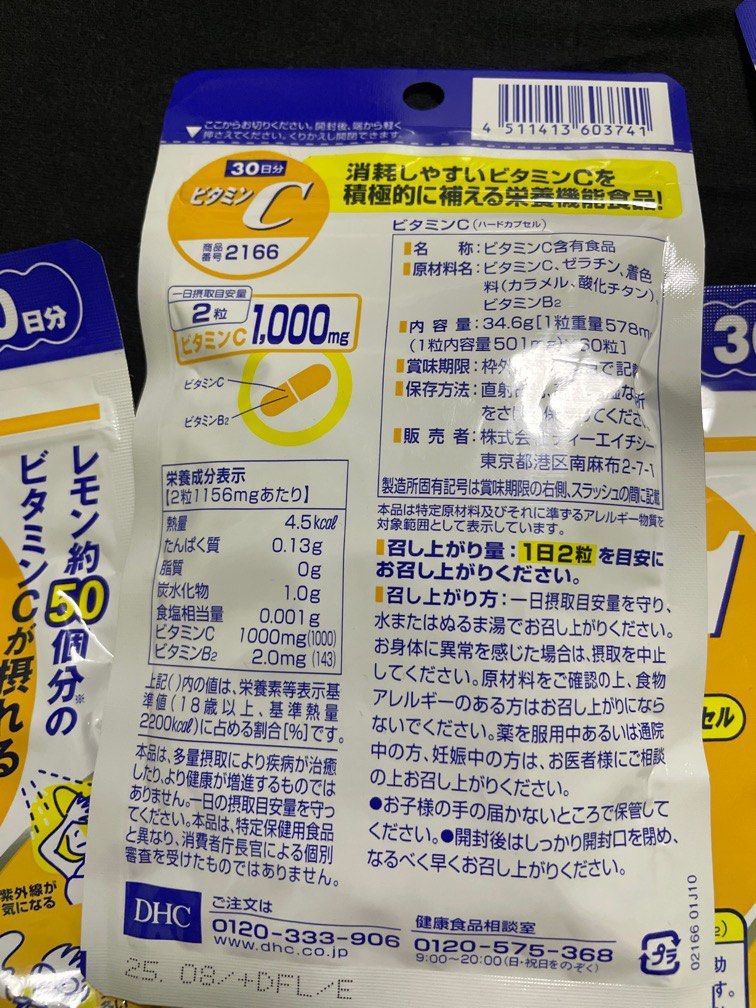 ▼ここからお切りください。開封後、端から軽く
押さえてください。くりかえし開閉できます。
4 511413 603741
30日分
ビタミンC
商品番号 2166
消耗しやすいビタミンCを
積極的に補える栄養機能食品!
一日摂取目安量
2粒
ビタミンC 1,000mg
ビタミンC
ビタミンB2
ビタミンC(ハードカプセル)
名 称:ビタミンC含有食品
原材料名:ビタミンC、ゼラチン、着色
料(カラメル、酸化チタン)、
ビタミンB2
内 容 量:34.6g[1粒重量578m
(1粒内容量501
60粒]
賞味期限:枠外
保存方法:直射
販 売 者:株式会社ディーエイチシー
東京都港区南麻布2-7-1
製造所固有記号は賞味期限の右側、スラッシュの間に記載
本品は特定原材料及びそれに準ずるアレルギー物質を
対象範囲として表示しています。
栄養成分表示
【2粒1156mgあたり】
熱量 4.5kcal
たんぱく質 0.13g
脂質 0g
炭水化物 1.0g
食塩相当量 0.001g
ビタミンC 1000mg(1000)
ビタミンB2 2.0mg (143)
上記( )内の値は、栄養素等表示基
準値(18歳以上、基準熱量
2200kcal)に占める割合[%]です。
本品は、多量摂取により疾病が治癒
したり、より健康が増進するものでは
ありません。一日の摂取目安量を守っ
てください。本品は、特定保健用食品
と異なり、消費者庁長官による個別
審査を受けたものではありません。
召し上がり量:1日2粒を目安に
お召し上がりください。
召し上がり方:一日摂取目安量を守り、
水またはぬるま湯でお召し上がりください。
お身体に異常を感じた場合は、摂取を中止
してください。原材料をご確認の上、食物
アレルギーのある方はお召し上がりになら
ないでください。薬を服用中あるいは通院
中の方、妊娠中の方は、お医者様にご相談
の上お召し上がりください。
●お子様の手の届かないところで保管して
ください。●開封後はしっかり開封口を閉め、
なるべく早くお召し上がりください。
DHC
ご注文は
0120-333-906
www.dhc.co.jp
健康食品相談室
0120-575-368
9:00~20:00(日・祝日をのぞく)
プラ
02166 01J10
25. 08/+DFL/E
0日分
レモン約50個分の
ビタミンCが摂れる
紫外線が
気になる
30
セル